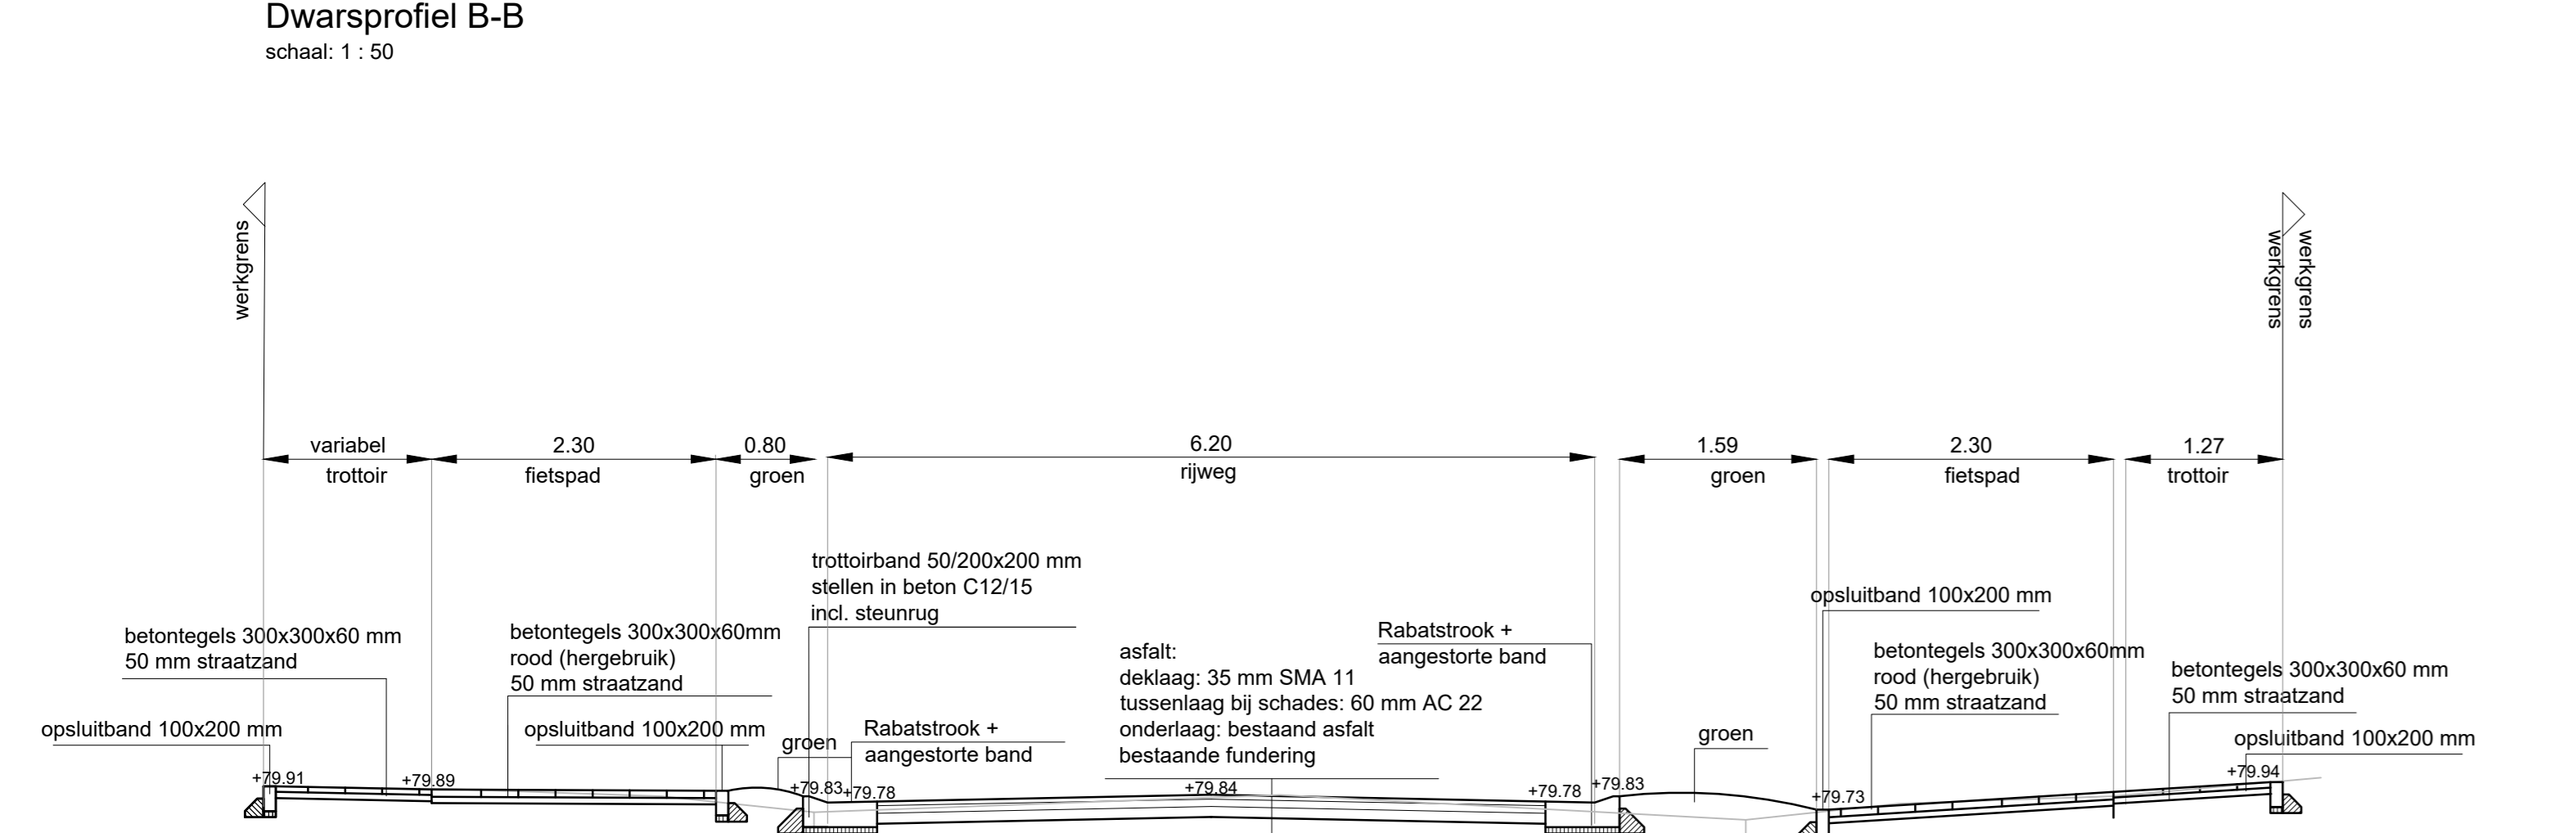 Dwarsprofiel B-B
schaal: 1 : 50
werkgrens
werkgrens
werkgrens
variabel
trottoir
2.30
fietspad
0.80
groen
6.20
rijweg
1.59
groen
2.30
fietspad
1.27
trottoir
trottoirband 50/200x200 mm
stellen in beton C12/15
incl. steunrug
opsluitband 100x200 mm
betontegels 300x300x60 mm
50 mm straatzand
betontegels 300x300x60mm
rood (hergebruik)
50 mm straatzand
asfalt:
deklaag: 35 mm SMA 11
tussenlaag bij schades: 60 mm AC 22
onderlaag: bestaand asfalt
bestaande fundering
Rabatstrook +
aangestorte band
betontegels 300x300x60mm
rood (hergebruik)
50 mm straatzand
betontegels 300x300x60 mm
50 mm straatzand
opsluitband 100x200 mm
opsluitband 100x200 mm
groen
Rabatstrook +
aangestorte band
groen
opsluitband 100x200 mm
+79.91
+79.89
+79.83
+79.78
+79.84
+79.78
+79.83
+79.73
+79.94